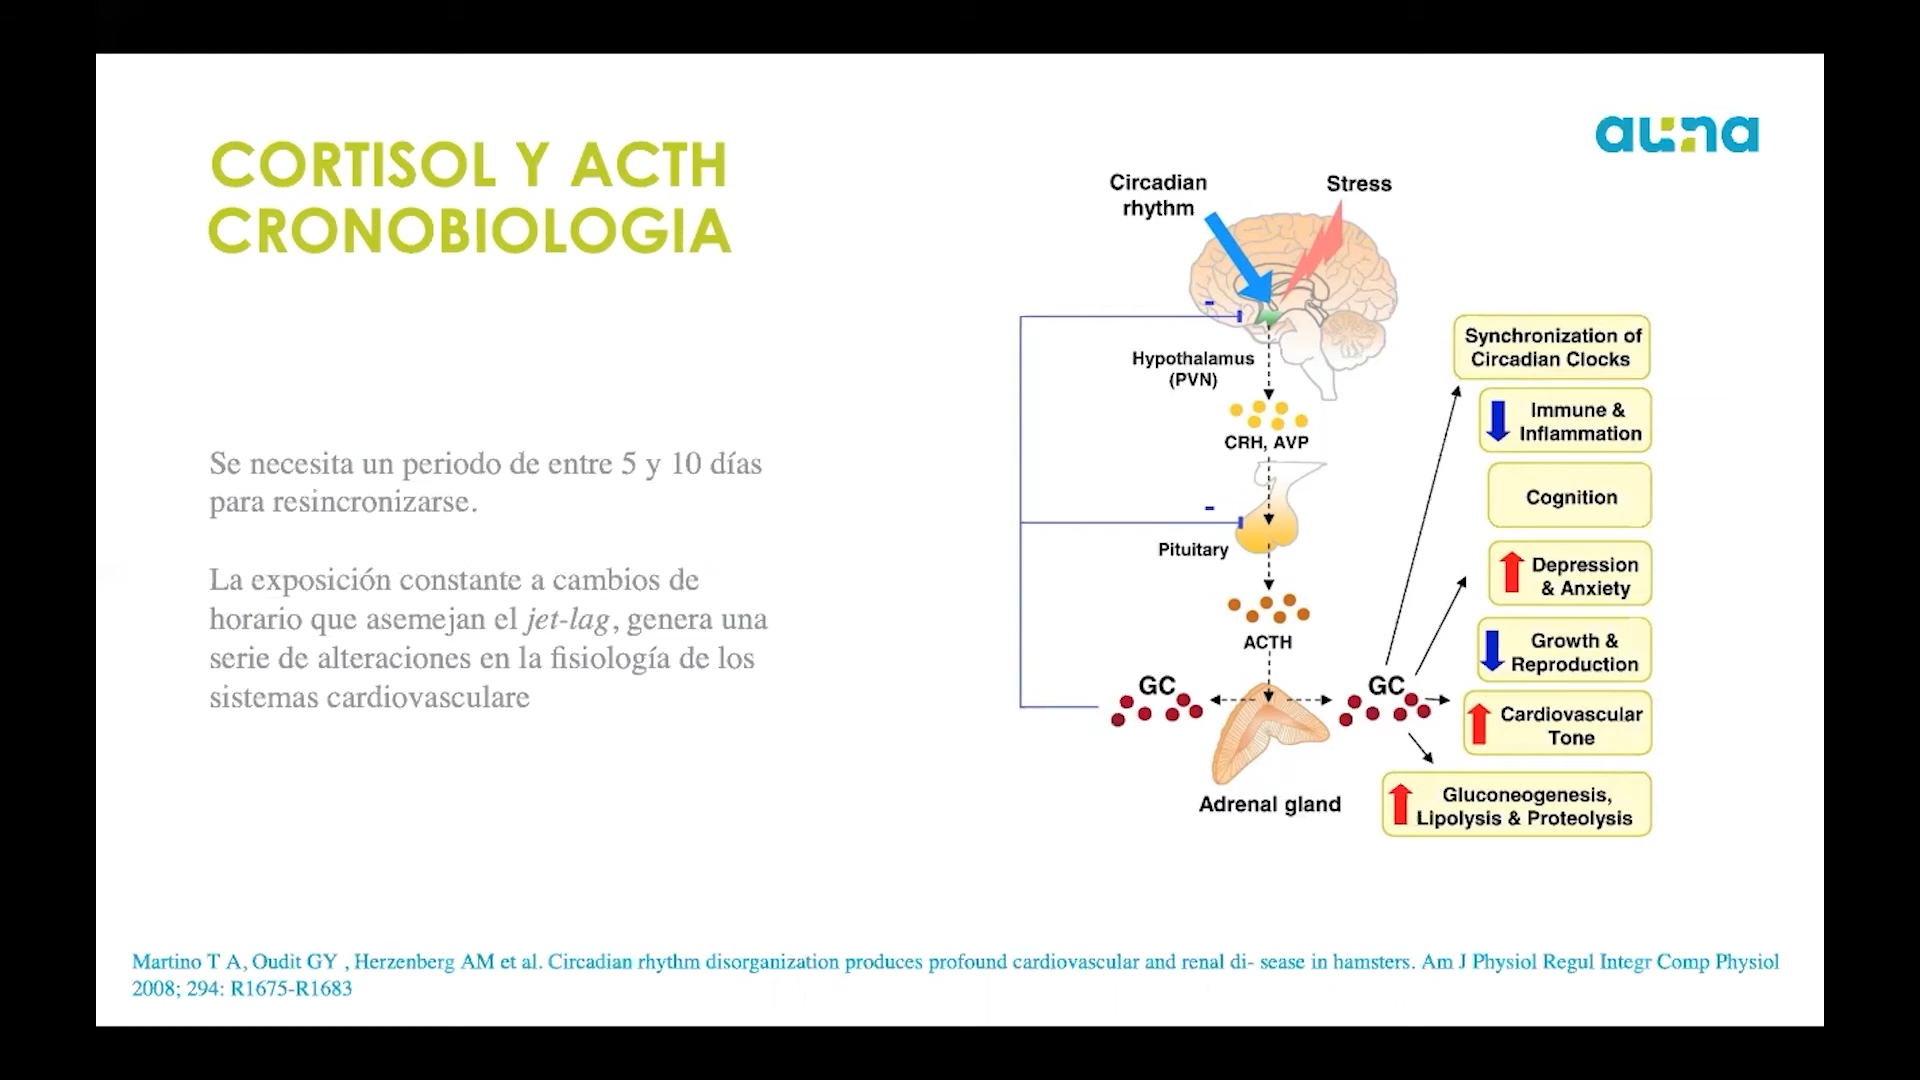 CORTISOL Y ACTH
CRONOBIOLOGIA
auna
Se necesita un periodo de entre 5 y 10 días
para resincronizarse.
La exposición constante a cambios de
horario que asemejan el jet-lag, genera una
serie de alteraciones en la fisiología de los
sistemas cardiovasculare
Circadian
rhythm
Stress
-
Hypothalamus
(PVN)
CRH, AVP
-
Pituitary
ACTH
GC
GC
Adrenal gland
Synchronization of
Circadian Clocks
Immune &
Inflammation
Cognition
Depression
& Anxiety
Growth &
Reproduction
Cardiovascular
Tone
Gluconeogenesis,
Lipolysis & Proteolysis
Martino T A, Oudit GY , Herzenberg AM et al. Circadian rhythm disorganization produces profound cardiovascular and renal di- sease in hamsters. Am J Physiol Regul Integr Comp Physiol
2008; 294: R1675-R1683